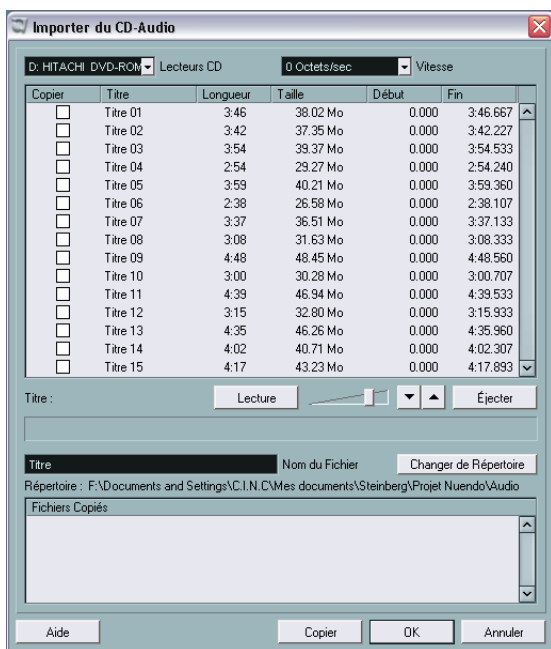 Importer du CD-Audio
D: HITACHI DVD-ROM Lecteurs CD 0 Octets/sec Vitesse
Copier Titre Longueur Taille Début Fin
Titre 01 3:46 38.02 Mo 0.000 3:46.667
Titre 02 3:42 37.35 Mo 0.000 3:42.227
Titre 03 3:54 39.37 Mo 0.000 3:54.533
Titre 04 2:54 29.27 Mo 0.000 2:54.240
Titre 05 3:59 40.21 Mo 0.000 3:59.360
Titre 06 2:38 26.58 Mo 0.000 2:38.107
Titre 07 3:37 36.51 Mo 0.000 3:37.133
Titre 08 3:08 31.63 Mo 0.000 3:08.333
Titre 09 4:48 48.45 Mo 0.000 4:48.560
Titre 10 3:00 30.28 Mo 0.000 3:00.707
Titre 11 4:39 46.94 Mo 0.000 4:39.533
Titre 12 3:15 32.80 Mo 0.000 3:15.933
Titre 13 4:35 46.26 Mo 0.000 4:35.960
Titre 14 4:02 40.71 Mo 0.000 4:02.307
Titre 15 4:17 43.23 Mo 0.000 4:17.893
Titre : Lecture Éjecter
Titre Nom du Fichier Changer de Répertoire
Répertoire : F:\Documents and Settings\C.I.N.C\Mes documents\Steinberg\Projet Nuendo\Audio
Fichiers Copiés
Aide Copier OK Annuler